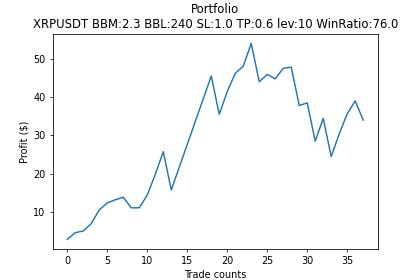 Portfolio
XRPUSDT BBM:2.3 BBL:240 SL:1.0 TP:0.6 lev:10 WinRatio:76.0
50
40
30
20
10
Profit ($)
0 5 10 15 20 25 30 35
Trade counts